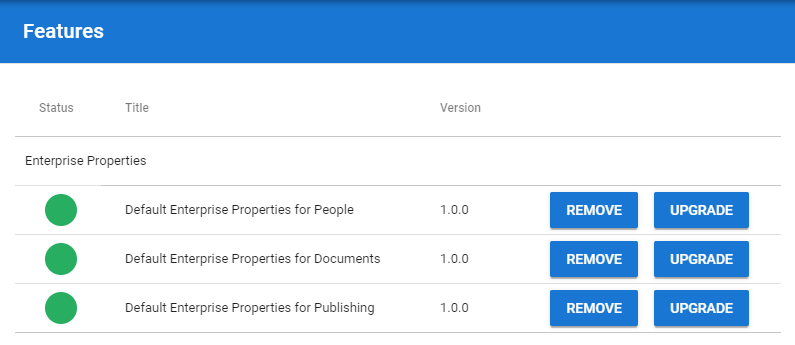 Features
Status Title Version
Enterprise Properties
Default Enterprise Properties for People 1.0.0 REMOVE UPGRADE
Default Enterprise Properties for Documents 1.0.0 REMOVE UPGRADE
Default Enterprise Properties for Publishing 1.0.0 REMOVE UPGRADE